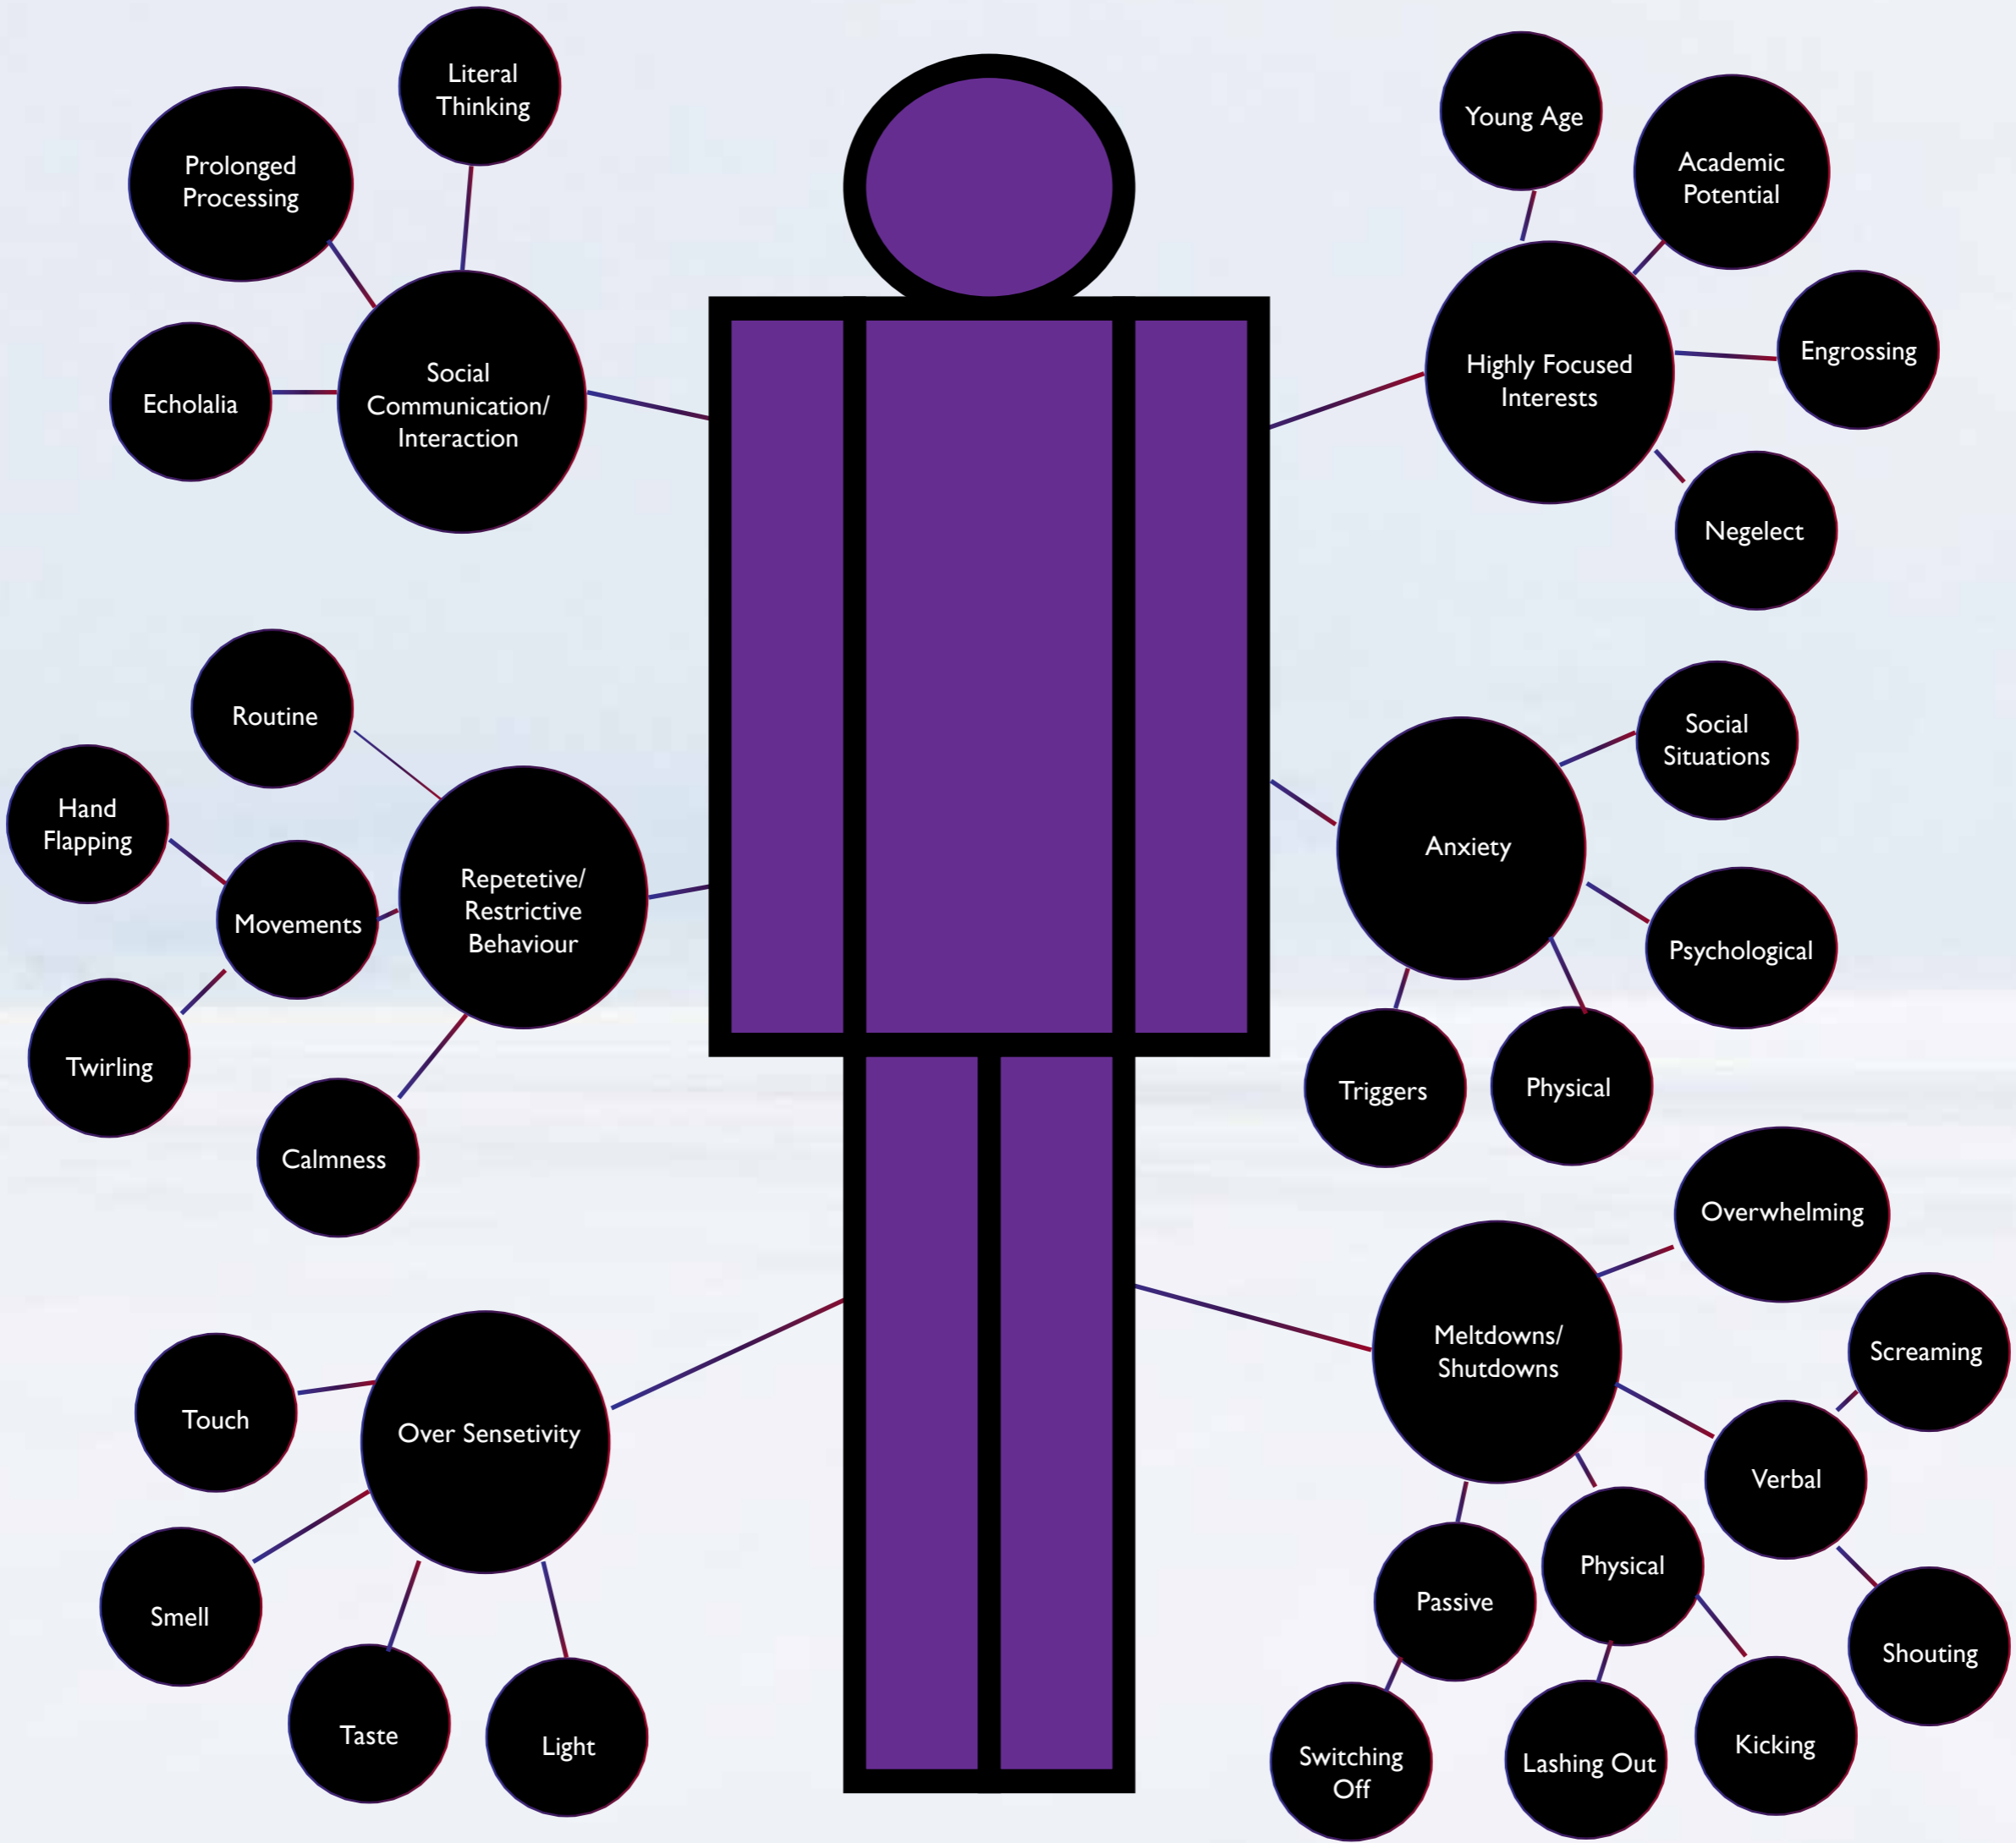 Literal
Thinking
Prolonged
Processing
Echolalia
Social
Communication/
Interaction
Young Age
Academic
Potential
Engrossing
Highly Focused
Interests
Negelect
Routine
Hand
Flapping
Movements
Repetetive/
Restrictive
Behaviour
Twirling
Calmness
Social
Situations
Anxiety
Psychological
Triggers
Physical
Touch
Over Sensetivity
Smell
Taste
Light
Overwhelming
Meltdowns/
Shutdowns
Screaming
Verbal
Physical
Passive
Shouting
Switching
Off
Lashing Out
Kicking